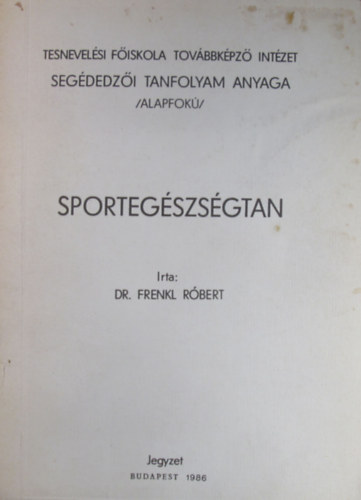 TESNEVELÉSI FŐISKOLA TOVÁBBKÉPZŐ INTÉZET
SEGÉDEDZŐI TANFOLYAM ANYAGA
/ALAPFOKÚ/
SPORTEGÉSZSÉGTAN
Irta:
DR. FRENKL RÓBERT
Jegyzet
BUDAPEST 1986